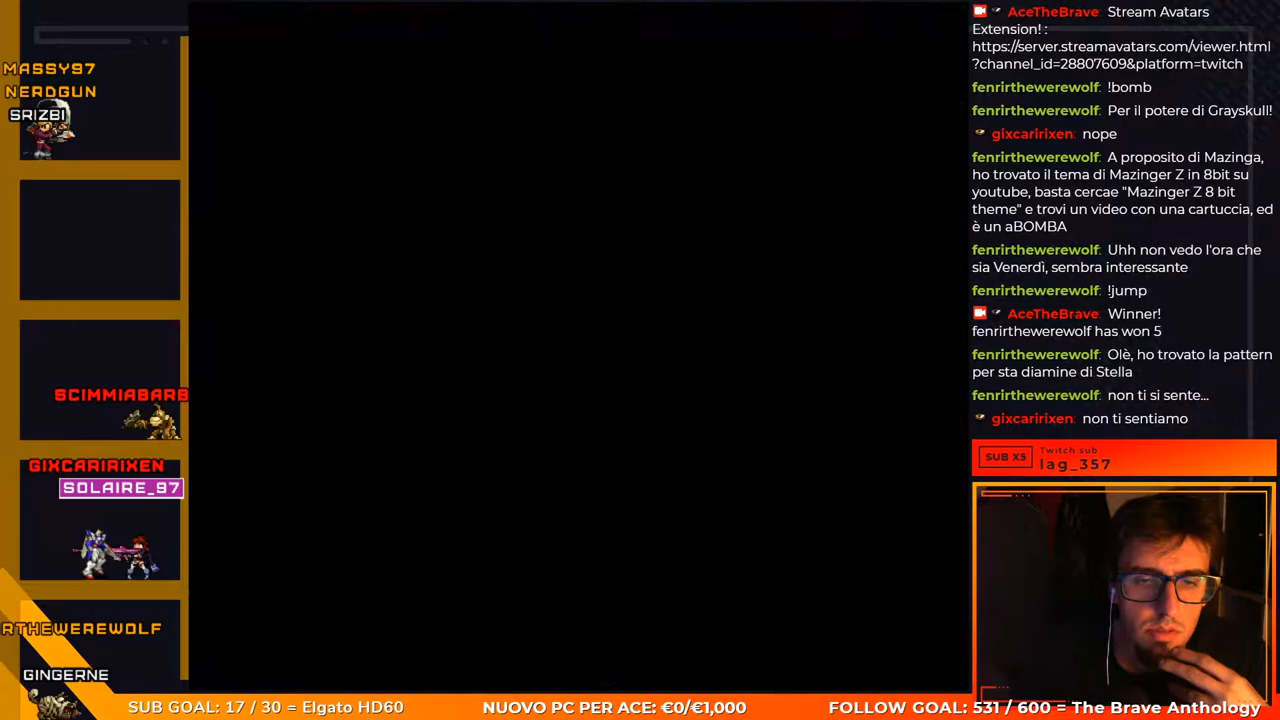 MASSY97
NERDGUN
SRIZBI
SCIMMIABARB
GIXCARIRIXEN
SOLAIRE_97
RTHEWEREWOLF
GINGERNE
AceTheBrave: Stream Avatars
Extension! :
https://server.streamavatars.com/viewer.html
?channel_id=28807609&platform=twitch
fenrirthewerewolf: !bomb
fenrirthewerewolf: Per il potere di Grayskull!
gixcaririxen: nope
fenrirthewerewolf: A proposito di Mazinga,
ho trovato il tema di Mazinger Z in 8bit su
youtube, basta cercae "Mazinger Z 8 bit
theme" e trovi un video con una cartuccia, ed
è un aBOMBA
fenrirthewerewolf: Uhh non vedo l'ora che
sia Venerdì, sembra interessante
fenrirthewerewolf: !jump
AceTheBrave: Winner!
fenrirthewerewolf has won 5
fenrirthewerewolf: Olè, ho trovato la pattern
per sta diamine di Stella
fenrirthewerewolf: non ti si sente...
gixcaririxen: non ti sentiamo
SUB X5
Twitch sub
lag_357
SUB GOAL: 17 / 30 = Elgato HD60
NUOVO PC PER ACE: €0/€1,000
FOLLOW GOAL: 531 / 600 = The Brave Anthology